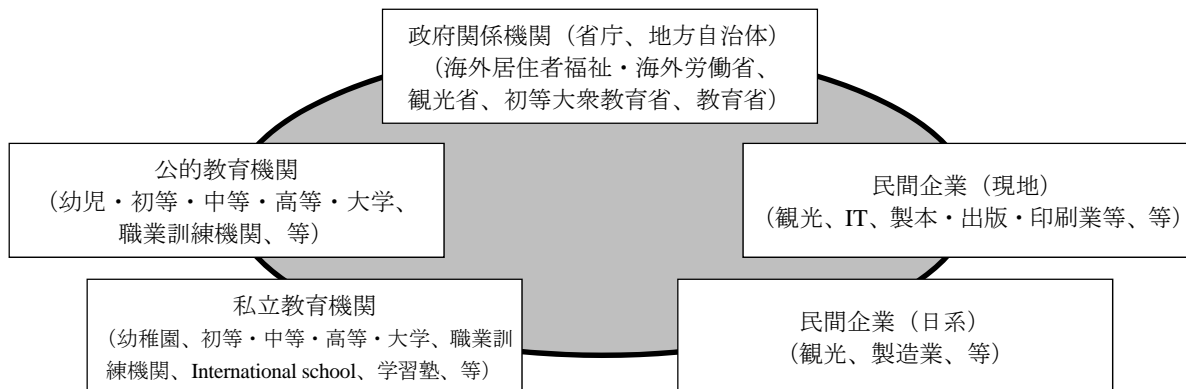 政府関係機関（省庁、地方自治体）
（海外居住者福祉・海外労働省、
観光省、初等大衆教育省、教育省）
公的教育機関
（幼児・初等・中等・高等・大学、
職業訓練機関、等）
民間企業（現地）
（観光、IT、製本・出版・印刷業等、等）
私立教育機関
（幼稚園、初等・中等・高等・大学、職業訓
練機関、International school、学習塾、等）
民間企業（日系）
（観光、製造業、等）